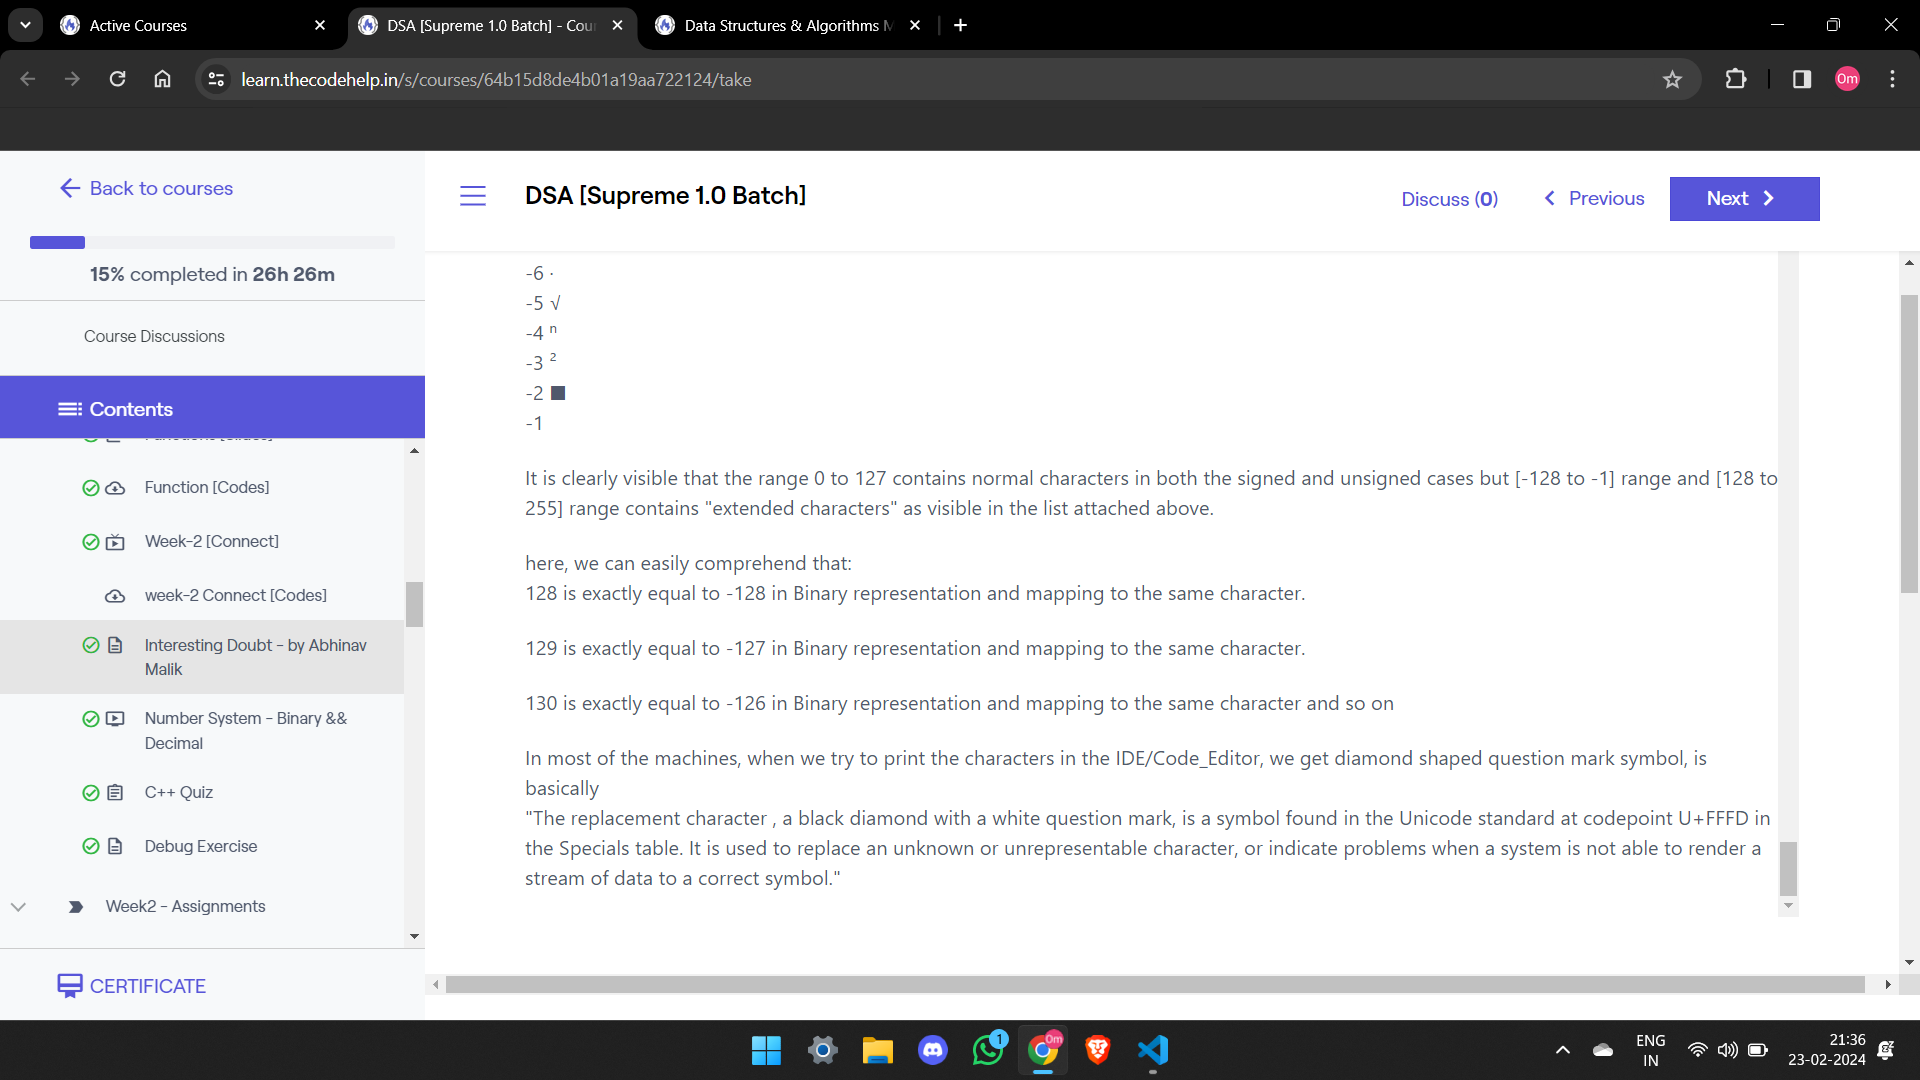 Active Courses
DSA [Supreme 1.0 Batch] - Cou
Data Structures & Algorithms M
learn.thecodehelp.in/s/courses/64b15d8de4b01a19aa722124/take
Om
Back to courses
15% completed in 26h 26m
Course Discussions
Contents
Function [Codes]
Week-2 [Connect]
week-2 Connect [Codes]
Interesting Doubt - by Abhinav
Malik
Number System - Binary &&
Decimal
C++ Quiz
Debug Exercise
Week2 - Assignments
CERTIFICATE
DSA [Supreme 1.0 Batch]
Discuss (0)
Previous
Next
-6 ·
-5 √
-4 ⁿ
-3 ²
-2 ■
-1
It is clearly visible that the range 0 to 127 contains normal characters in both the signed and unsigned cases but [-128 to -1] range and [128 to
255] range contains "extended characters" as visible in the list attached above.
here, we can easily comprehend that:
128 is exactly equal to -128 in Binary representation and mapping to the same character.
129 is exactly equal to -127 in Binary representation and mapping to the same character.
130 is exactly equal to -126 in Binary representation and mapping to the same character and so on
In most of the machines, when we try to print the characters in the IDE/Code_Editor, we get diamond shaped question mark symbol, is
basically
"The replacement character , a black diamond with a white question mark, is a symbol found in the Unicode standard at codepoint U+FFFD in
the Specials table. It is used to replace an unknown or unrepresentable character, or indicate problems when a system is not able to render a
stream of data to a correct symbol."
1
Om
ENG
IN
21:36
23-02-2024